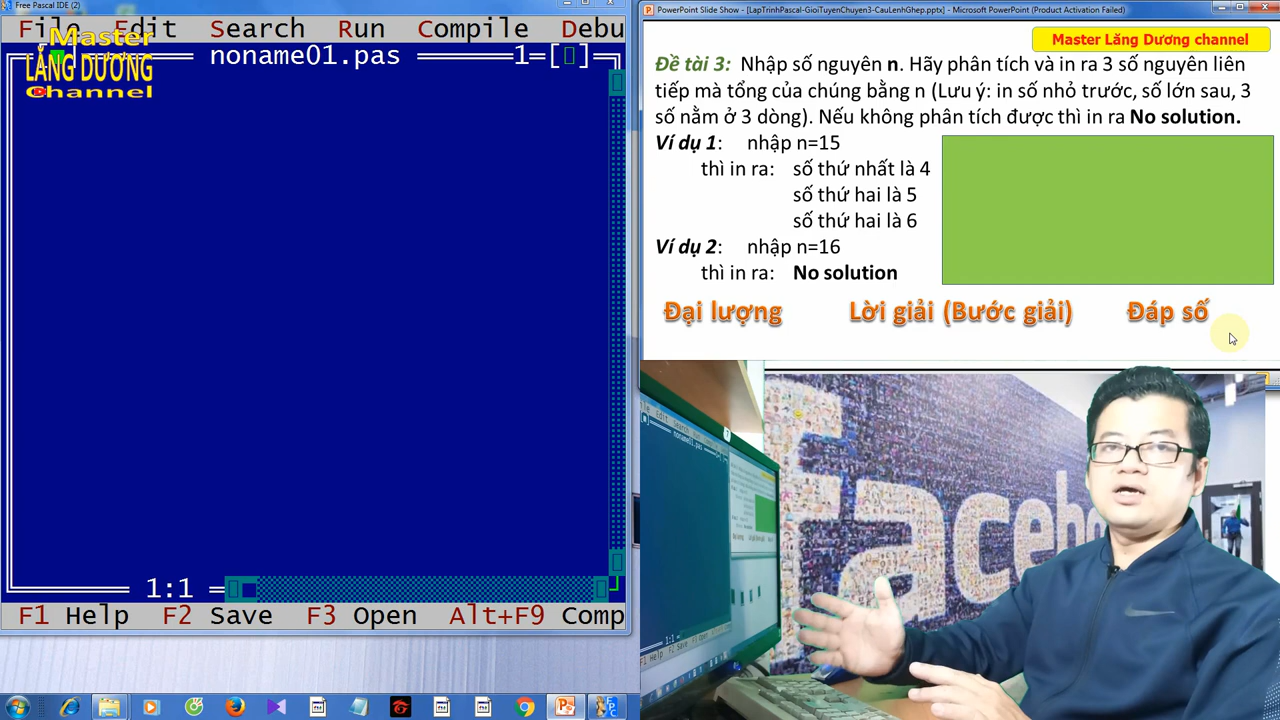 Free Pascal IDE (2)
File Edit Search Run Compile Debu
Master
LĂNG DƯƠNG
Channel
noname01.pas 1
1:1
F1 Help F2 Save F3 Open Alt+F9 Comp
PowerPoint Slide Show - [LapTrinhPascal-GioiTuyenChuyen3-CauLenhGhep.pptx] - Microsoft PowerPoint (Product Activation Failed)
Master Lăng Dương channel
Đề tài 3: Nhập số nguyên n. Hãy phân tích và in ra 3 số nguyên liên
tiếp mà tổng của chúng bằng n (Lưu ý: in số nhỏ trước, số lớn sau, 3
số nằm ở 3 dòng). Nếu không phân tích được thì in ra No solution.
Ví dụ 1: nhập n=15
thì in ra: số thứ nhất là 4
số thứ hai là 5
số thứ hai là 6
Ví dụ 2: nhập n=16
thì in ra: No solution
Đại lượng Lời giải (Bước giải) Đáp số
noname01.pas
Facebo